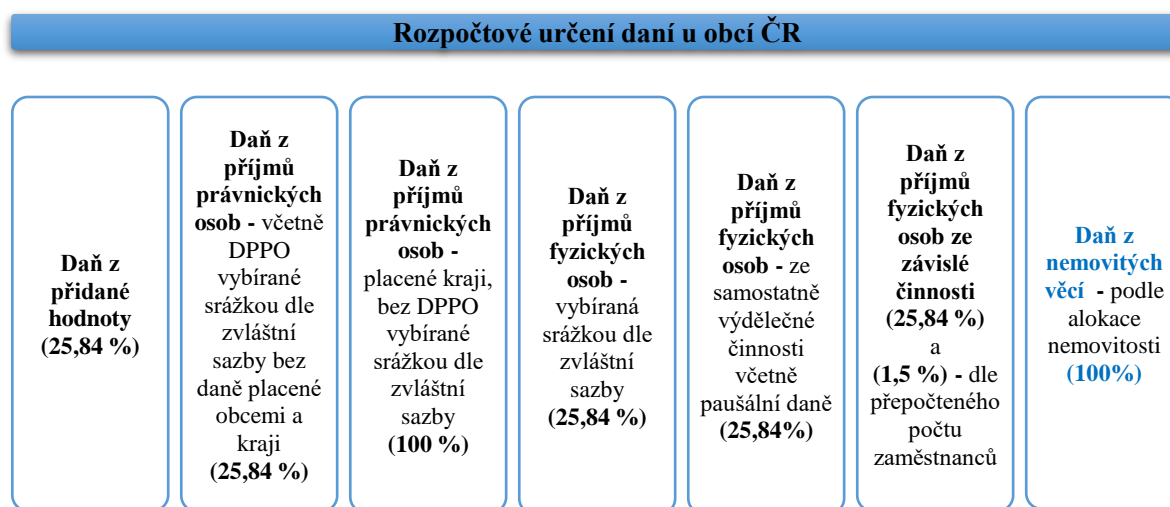 Rozpočtové určení daní u obcí ČR
Daň z
přidané
hodnoty
(25,84 %)
Daň z
příjmů
právnických
osob - včetně
DPPO
vybírané
srážkou dle
zvláštní
sazby bez
daně placené
obcemi a
kraji
(25,84 %)
Daň z
příjmů
právnických
osob -
placené kraji,
bez DPPO
vybírané
srážkou dle
zvláštní
sazby
(100 %)
Daň z
příjmů
fyzických
osob -
vybíraná
srážkou dle
zvláštní
sazby
(25,84 %)
Daň z
příjmů
fyzických
osob - ze
samostatně
výdělečné
činnosti
včetně
paušální daně
(25,84%)
Daň z
příjmů
fyzických
osob ze
závislé
činnosti
(25,84 %)
a
(1,5 %) - dle
přepočteného
počtu
zaměstnanců
Daň z
nemovitých
věcí - podle
alokace
nemovitosti
(100%)